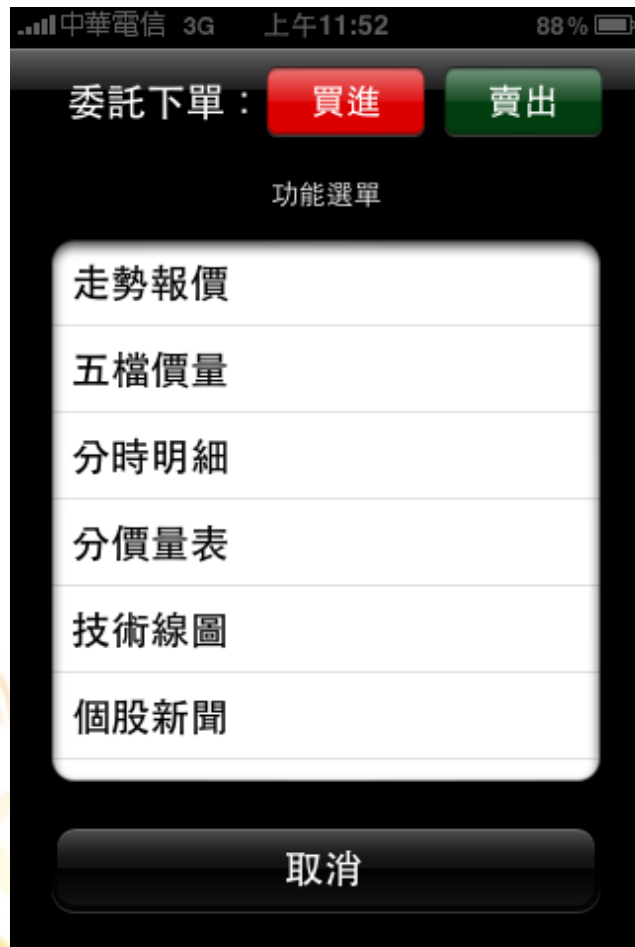 中華電信 3G 上午11:52 88%
委託下單： 買進 賣出
功能選單
走勢報價
五檔價量
分時明細
分價量表
技術線圖
個股新聞
取消